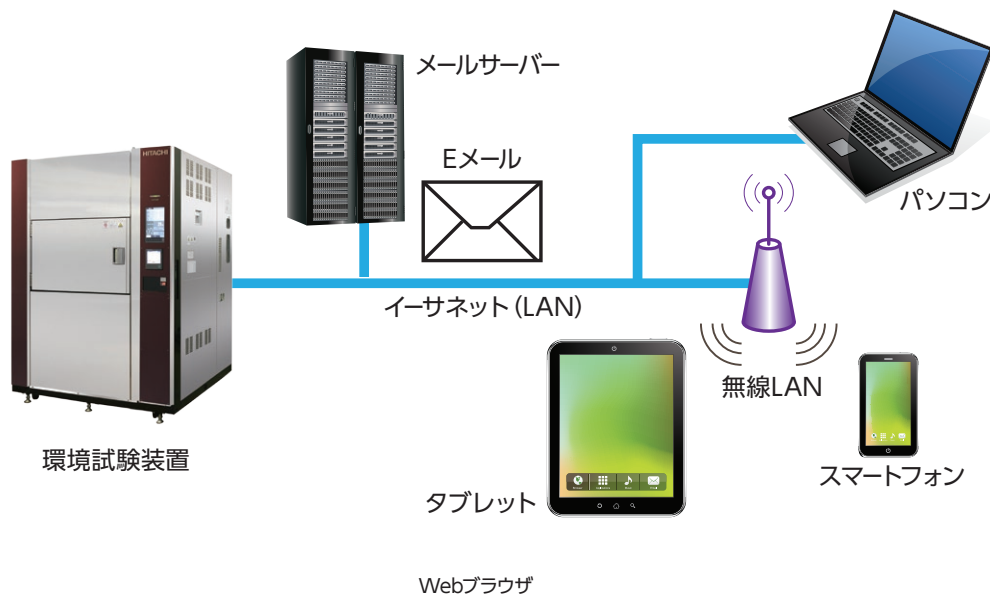 メールサーバー
Eメール
パソコン
HITACHI
イーサネット（LAN）
無線LAN
環境試験装置
タブレット
スマートフォン
Webブラウザ